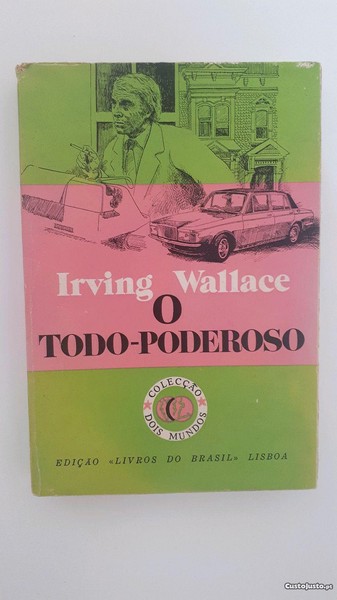 Irving Wallace
O
TODO-PODEROSO
COLECÇÃO
DOIS MUNDOS
EDIÇÃO «LIVROS DO BRASIL» LISBOA
CustoJusto.pt